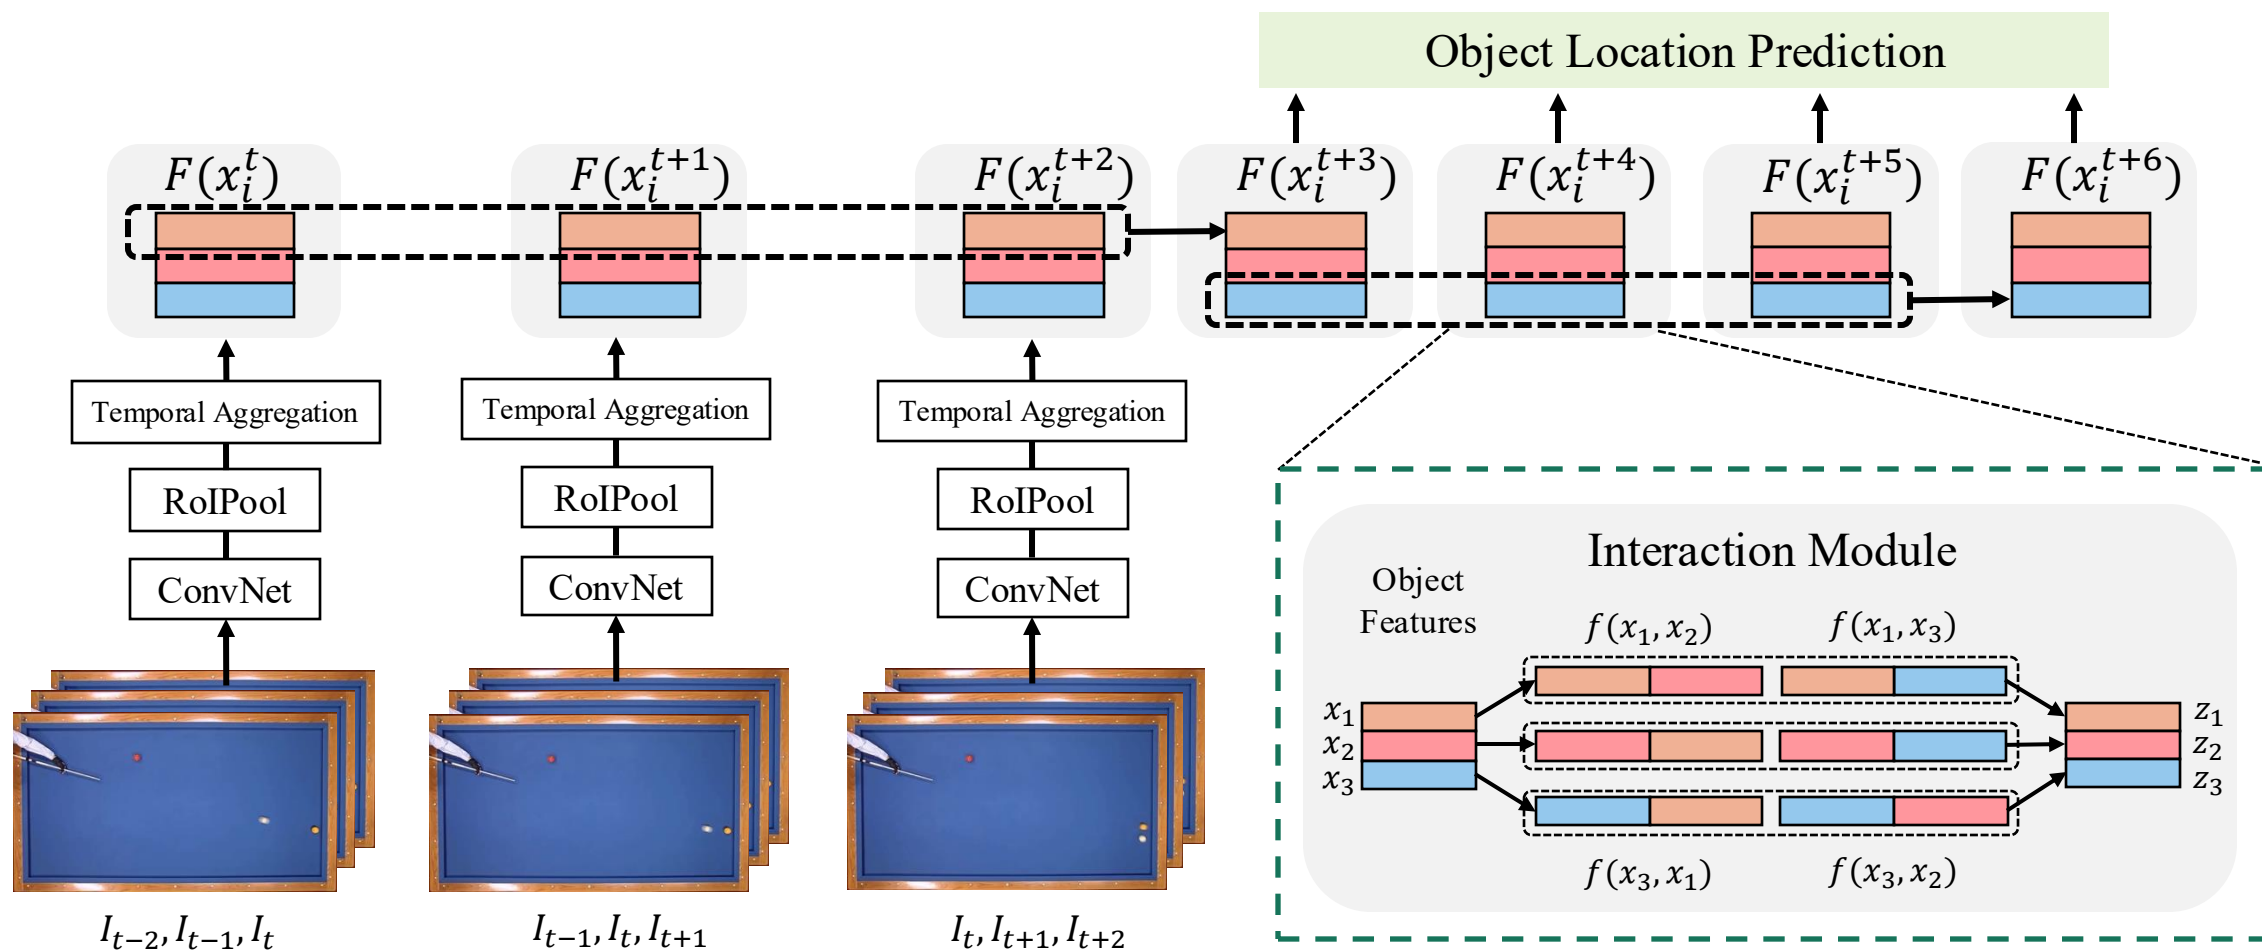 Object Location Prediction
F(x_i^t)
F(x_i^{t+1})
F(x_i^{t+2})
F(x_i^{t+3})
F(x_i^{t+4})
F(x_i^{t+5})
F(x_i^{t+6})
Temporal Aggregation
Temporal Aggregation
Temporal Aggregation
RoIPool
RoIPool
RoIPool
ConvNet
ConvNet
ConvNet
I_{t−2}, I_{t−1}, I_t
I_{t−1}, I_t, I_{t+1}
I_t, I_{t+1}, I_{t+2}
Interaction Module
Object
Features
f(x_1, x_2)
f(x_1, x_3)
x_1
x_2
x_3
z_1
z_2
z_3
f(x_3, x_1)
f(x_3, x_2)